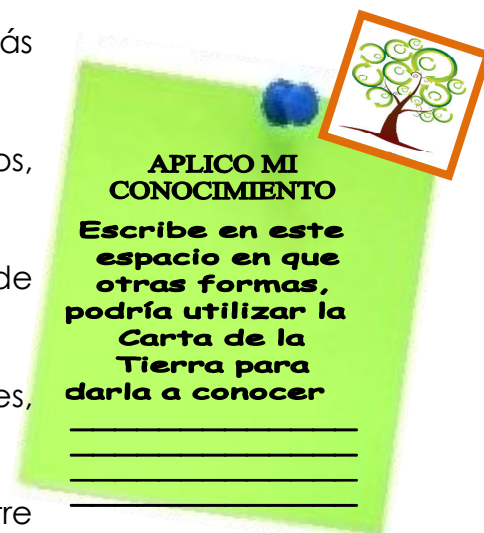 ás
os,
de
es,
re
APLICO MI
CONOCIMIENTO
Escribe en este
espacio en que
otras formas,
podría utilizar la
Carta de la
Tierra para
darla a conocer